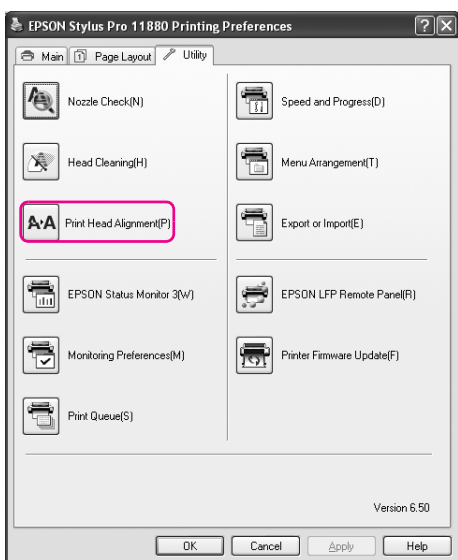 EPSON Stylus Pro 11880 Printing Preferences
Main Page Layout Utility
Nozzle Check(N)
Speed and Progress(D)
Head Cleaning(H)
Menu Arrangement(T)
A·A Print Head Alignment(P)
Export or Import(E)
EPSON Status Monitor 3(W)
EPSON LFP Remote Panel(R)
Monitoring Preferences(M)
Printer Firmware Update(F)
Print Queue(S)
Version 6.50
OK Cancel Apply Help